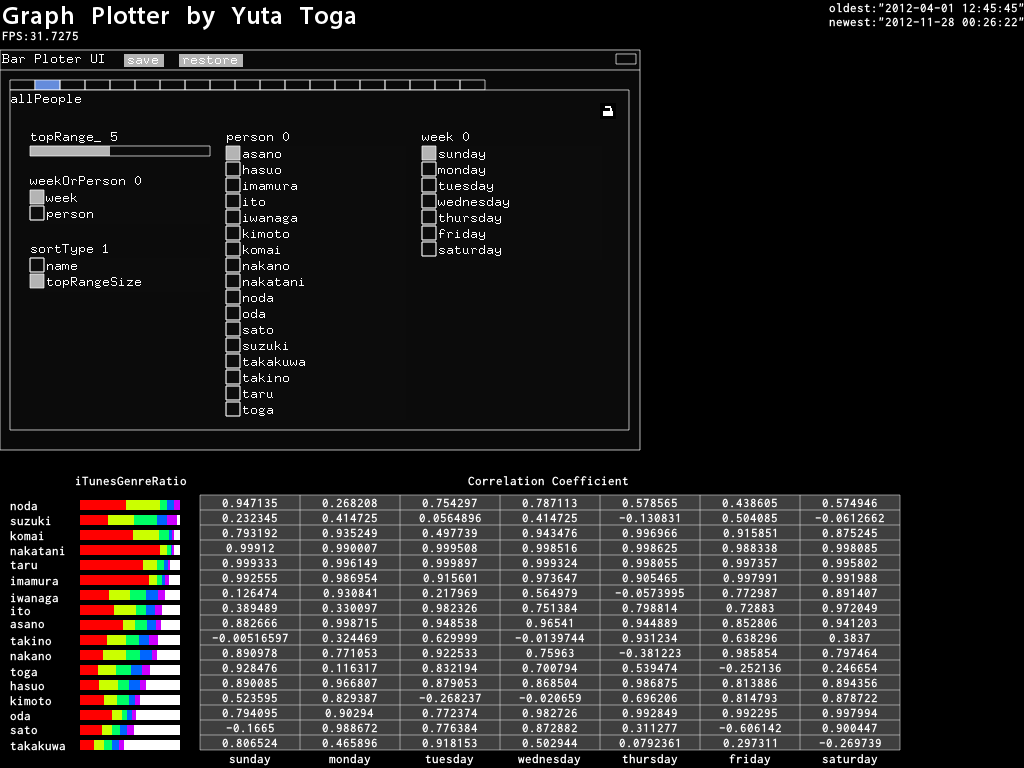 Graph Plotter by Yuta Toga
oldest:"2012-04-01 12:45:45"
newest:"2012-11-28 00:26:22"
FPS:31.7275
Bar Ploter UI save restore
allPeople
topRange_ 5
weekOrPerson 0
week
person
sortType 1
name
topRangeSize
person 0
asano
hasuo
imamura
ito
iwanaga
kimoto
komai
nakano
nakatani
noda
oda
sato
suzuki
takakuwa
takino
taru
toga
week 0
sunday
monday
tuesday
wednesday
thursday
friday
saturday
iTunesGenreRatio Correlation Coefficient
noda 0.947135 0.268208 0.754297 0.787113 0.578565 0.438605 0.574946
suzuki 0.232345 0.414725 0.0564896 0.414725 -0.130831 0.504085 -0.0612662
komai 0.793192 0.935249 0.497739 0.943476 0.996966 0.915851 0.875245
nakatani 0.99912 0.990007 0.999508 0.998516 0.998625 0.988338 0.998085
taru 0.999333 0.996149 0.999897 0.999324 0.998055 0.997357 0.995802
imamura 0.992555 0.986954 0.915601 0.973647 0.905465 0.997991 0.991988
iwanaga 0.126474 0.930841 0.217969 0.564979 -0.0573995 0.772987 0.891407
ito 0.389489 0.330097 0.982326 0.751384 0.798814 0.72883 0.972049
asano 0.882666 0.998715 0.948538 0.96541 0.944889 0.852806 0.941203
takino -0.00516597 0.324469 0.629999 -0.0139744 0.931234 0.638296 0.3837
nakano 0.890978 0.771053 0.922533 0.75963 -0.381223 0.985854 0.797464
toga 0.928476 0.116317 0.832194 0.700794 0.539474 -0.252136 0.246654
hasuo 0.890085 0.966807 0.879053 0.868504 0.986875 0.813886 0.894356
kimoto 0.523595 0.829387 -0.268237 -0.020659 0.696206 0.814793 0.878722
oda 0.794095 0.90294 0.772374 0.982726 0.992849 0.992295 0.997994
sato -0.1665 0.988672 0.776384 0.872882 0.311277 -0.606142 0.900447
takakuwa 0.806524 0.465896 0.918153 0.502944 0.0792361 0.297311 -0.269739
sunday monday tuesday wednesday thursday friday saturday